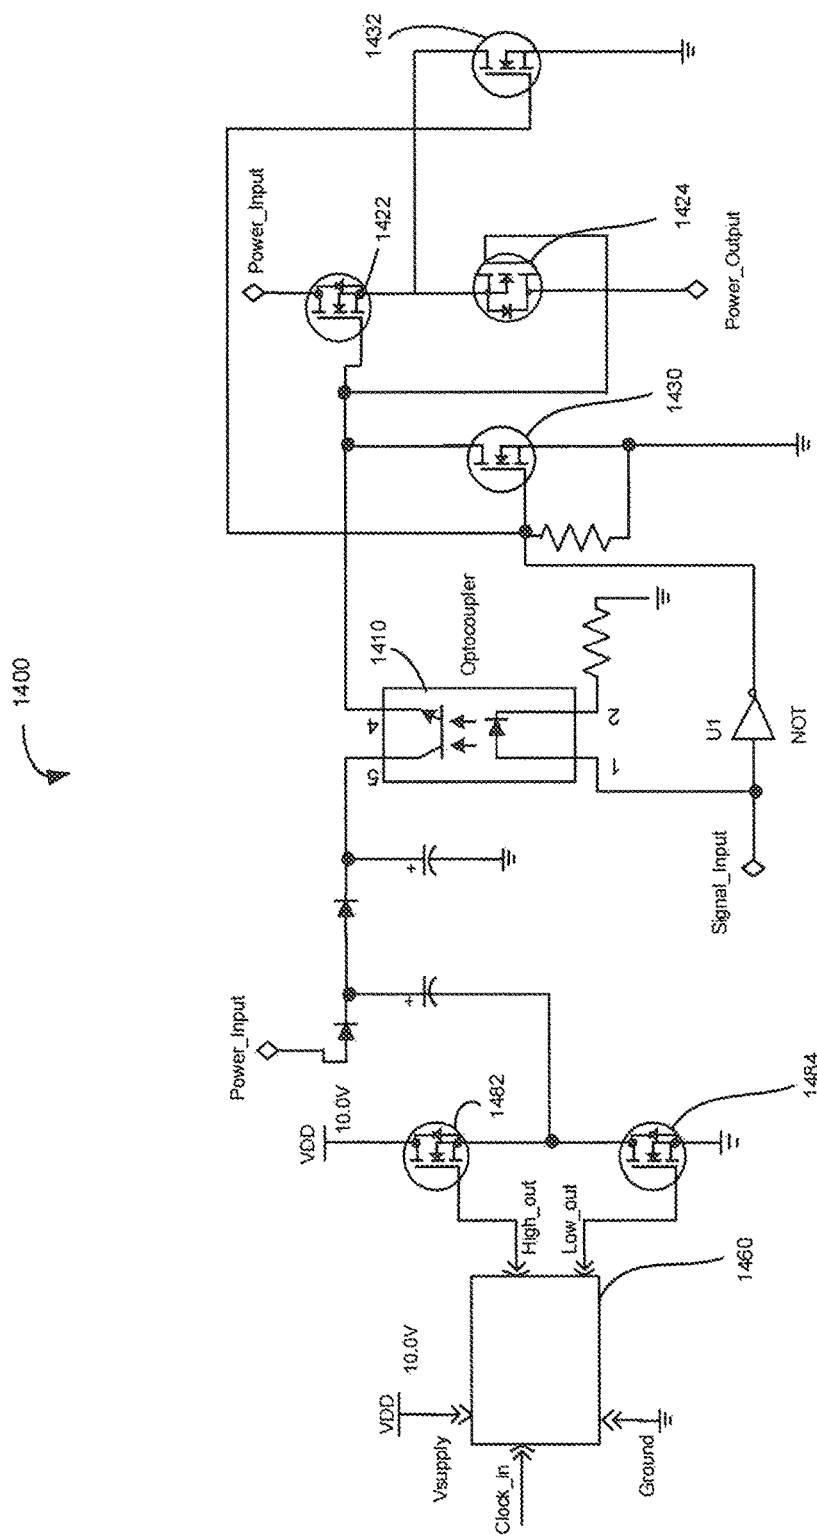 1400
Clock_in
VDD
10.0V
Vsupply
Ground
1460
High_out
Low_out
VDD
10.0V
1482
1484
Power_Input
+
+
Signal_Input
U1
NOT
5
4
1
2
1410
Optocoupler
1430
Power_Input
1422
1424
Power_Output
1432